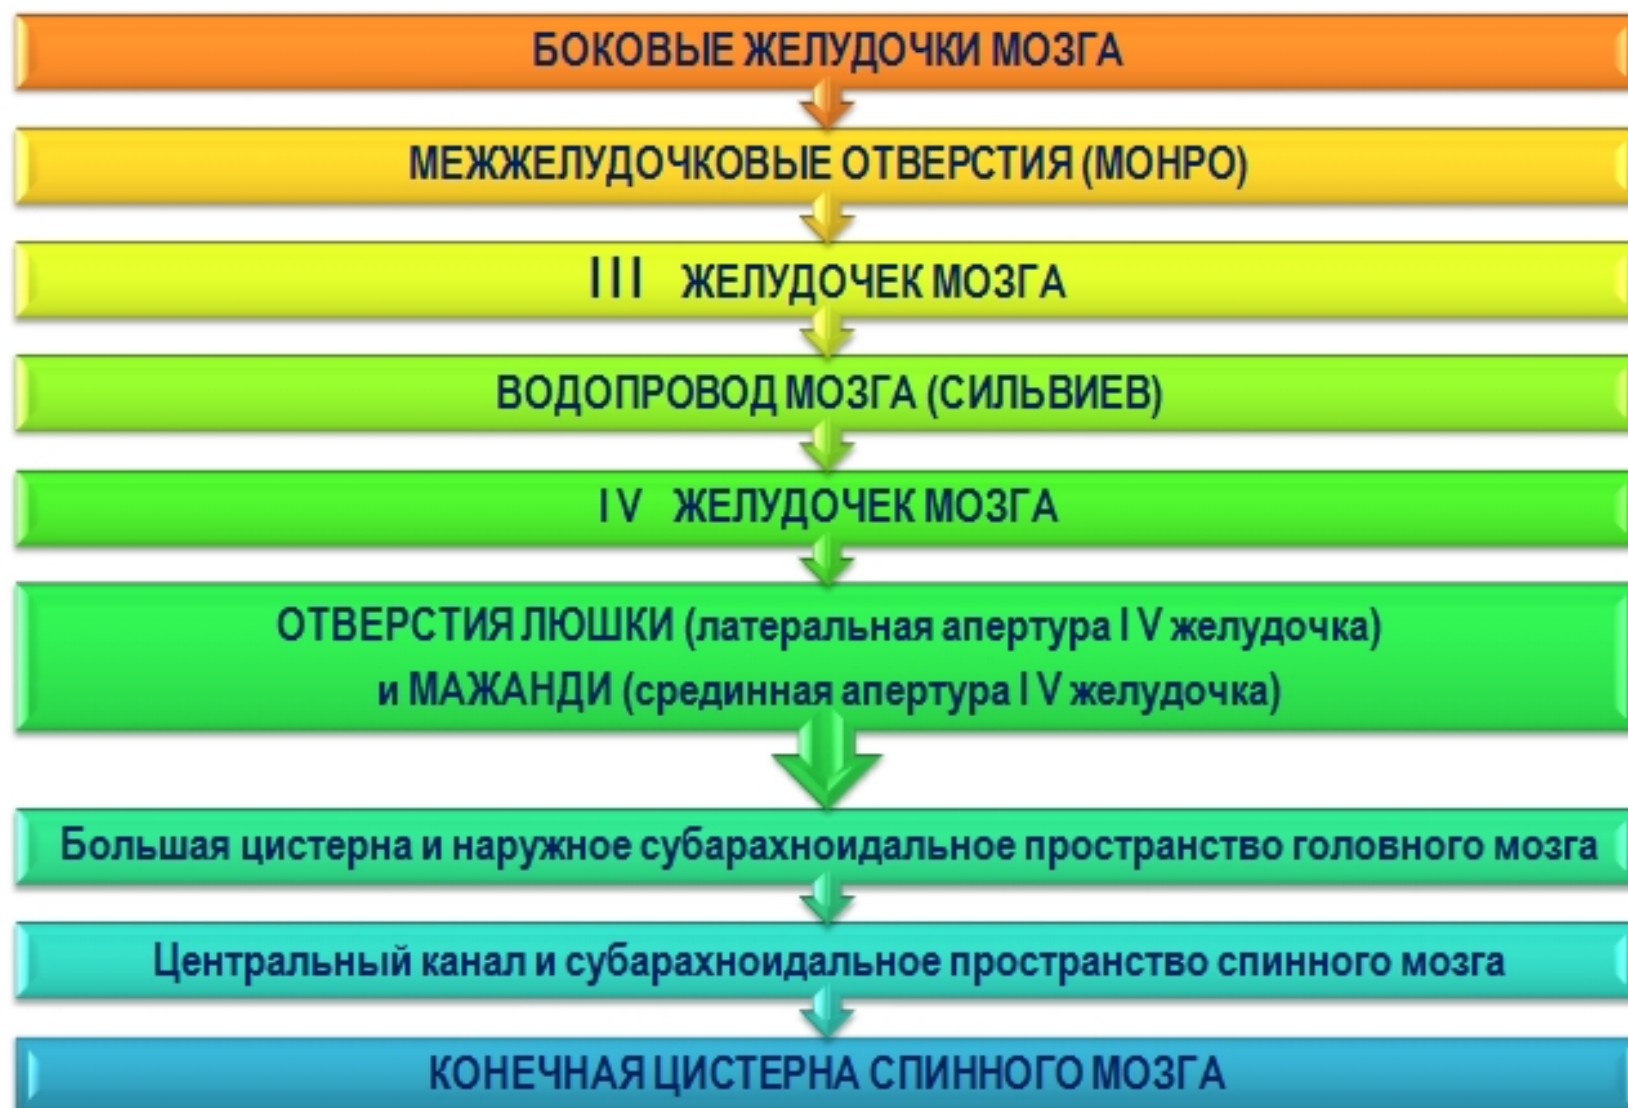 БОКОВЫЕ ЖЕЛУДОЧКИ МОЗГА
МЕЖЖЕЛУДОЧКОВЫЕ ОТВЕРСТИЯ (МОНРО)
III ЖЕЛУДОЧЕК МОЗГА
ВОДОПРОВОД МОЗГА (СИЛЬВИЕВ)
IV ЖЕЛУДОЧЕК МОЗГА
ОТВЕРСТИЯ ЛЮШКИ (латеральная апертура IV желудочка)
и МАЖАНДИ (срединная апертура IV желудочка)
Большая цистерна и наружное субарахноидальное пространство головного мозга
Центральный канал и субарахноидальное пространство спинного мозга
КОНЕЧНАЯ ЦИСТЕРНА СПИННОГО МОЗГА